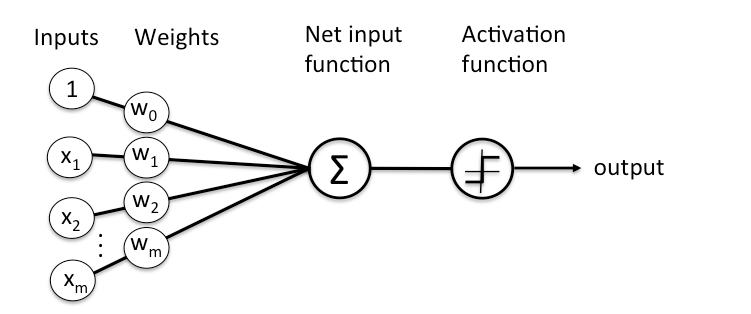 Inputs
Weights
Net input
function
Activation
function
1
w₀
x₁
w₁
x₂
w₂
⋮
wₘ
xₘ
Σ
output